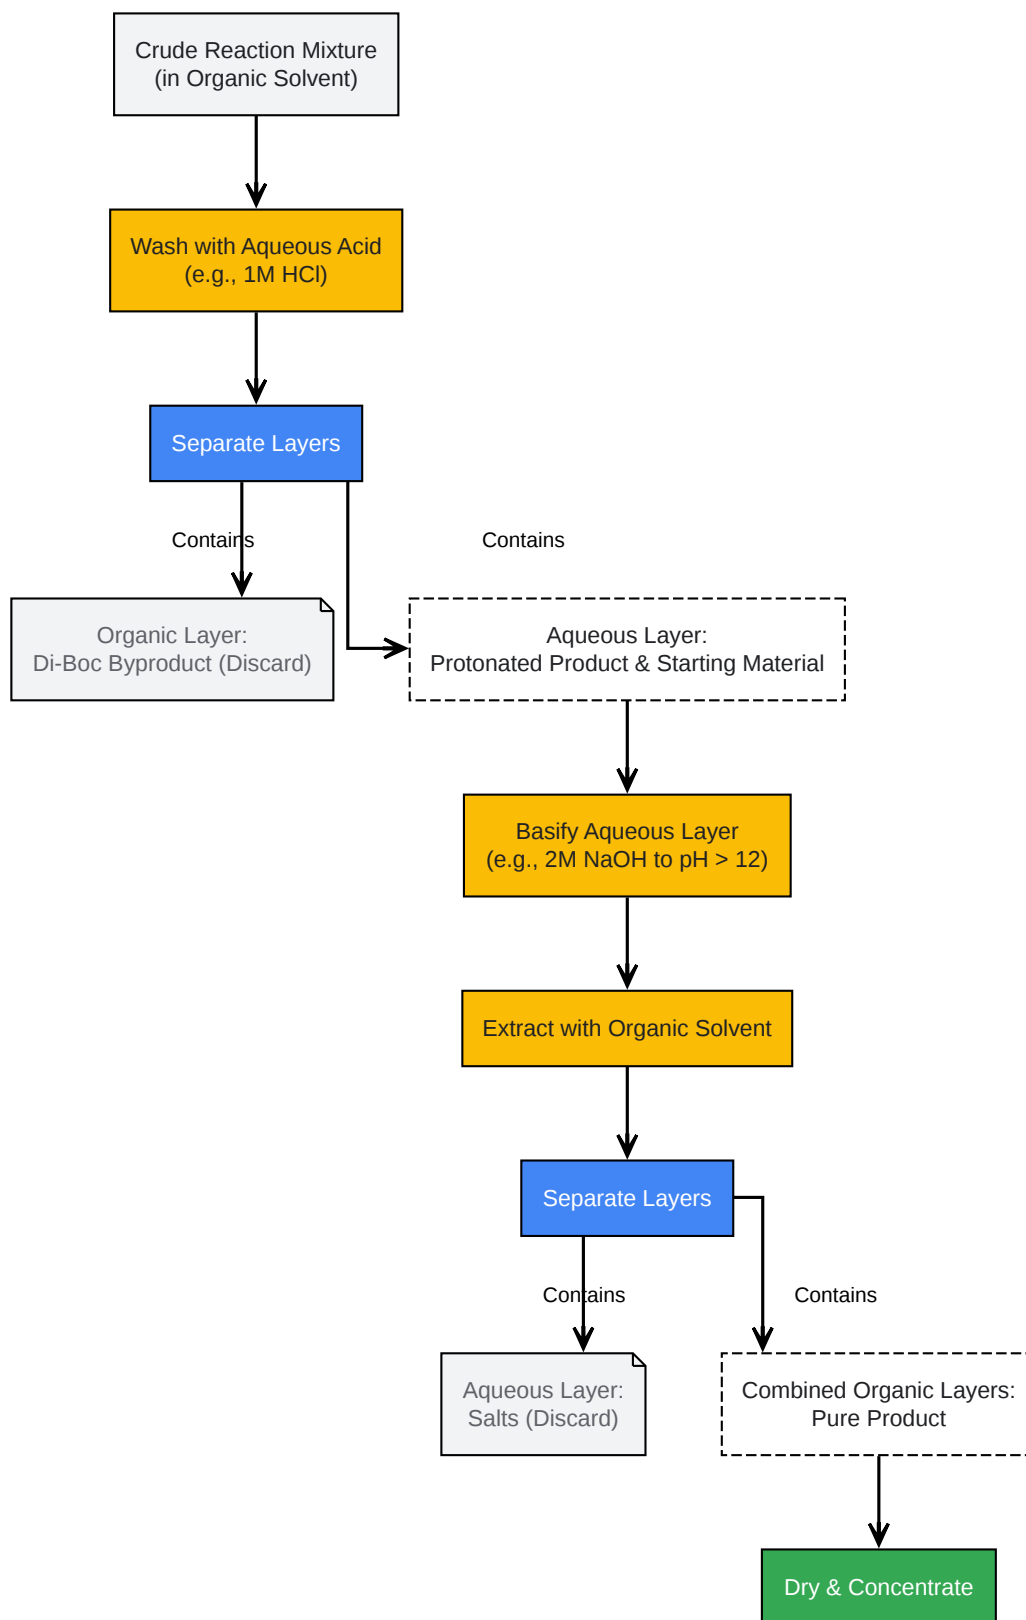 Crude Reaction Mixture
(in Organic Solvent)
Wash with Aqueous Acid
(e.g., 1M HCl)
Separate Layers
Contains
Contains
Organic Layer:
Di-Boc Byproduct (Discard)
Aqueous Layer:
Protonated Product & Starting Material
Basify Aqueous Layer
(e.g., 2M NaOH to pH > 12)
Extract with Organic Solvent
Separate Layers
Contains
Contains
Aqueous Layer:
Salts (Discard)
Combined Organic Layers:
Pure Product
Dry & Concentrate